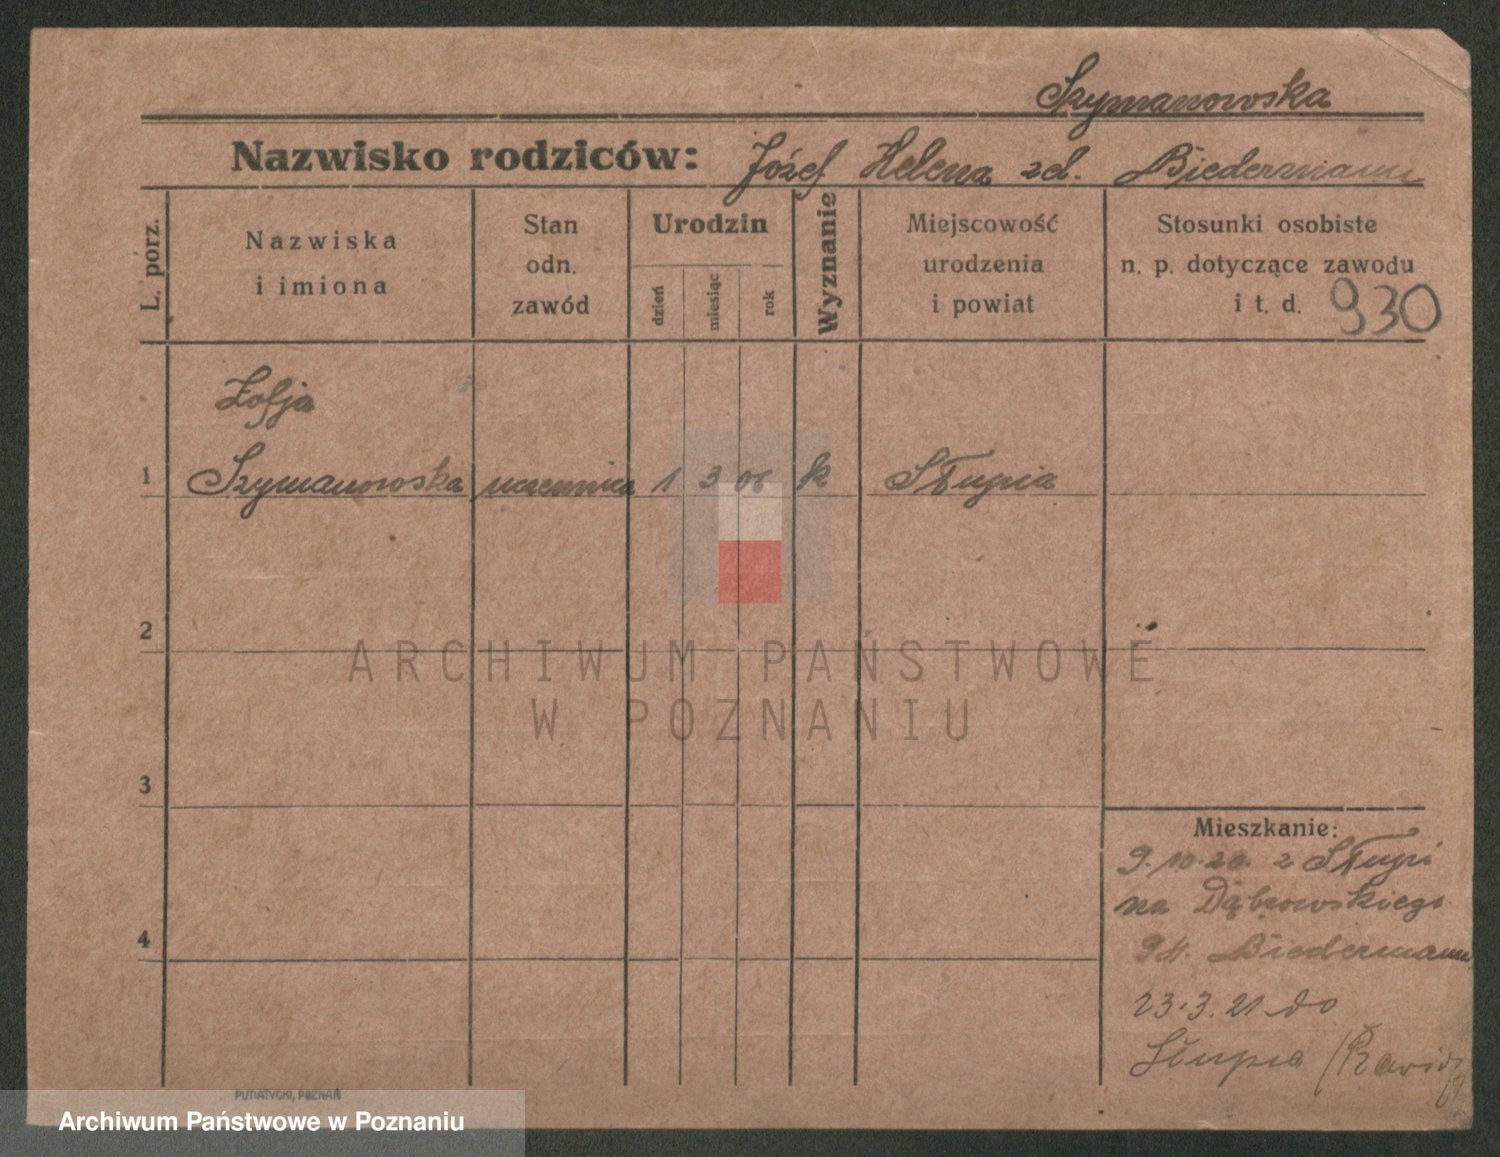 Szymanowska
Nazwisko rodziców: Józef Helena zd. Biedermann
L. porz.
Nazwiska
i imiona
Stan
odn.
zawód
Urodzin
dzień
miesiąc
rok
Wyznanie
Miejscowość
urodzenia
i powiat
Stosunki osobiste
n. p. dotyczące zawodu
i t. d. 930
Zofja
1 Szymanowska uczennica 1 3 06 k Słupia
2
ARCHIWUM PAŃSTWOWE
W POZNANIU
3
Mieszkanie:
9.10.20. z Słupi
na Dąbrowskiego
4
94. Biedermann
23.3.21 do
Słupia
PUTIATYCKI, POZNAŃ
Archiwum Państwowe w Poznaniu